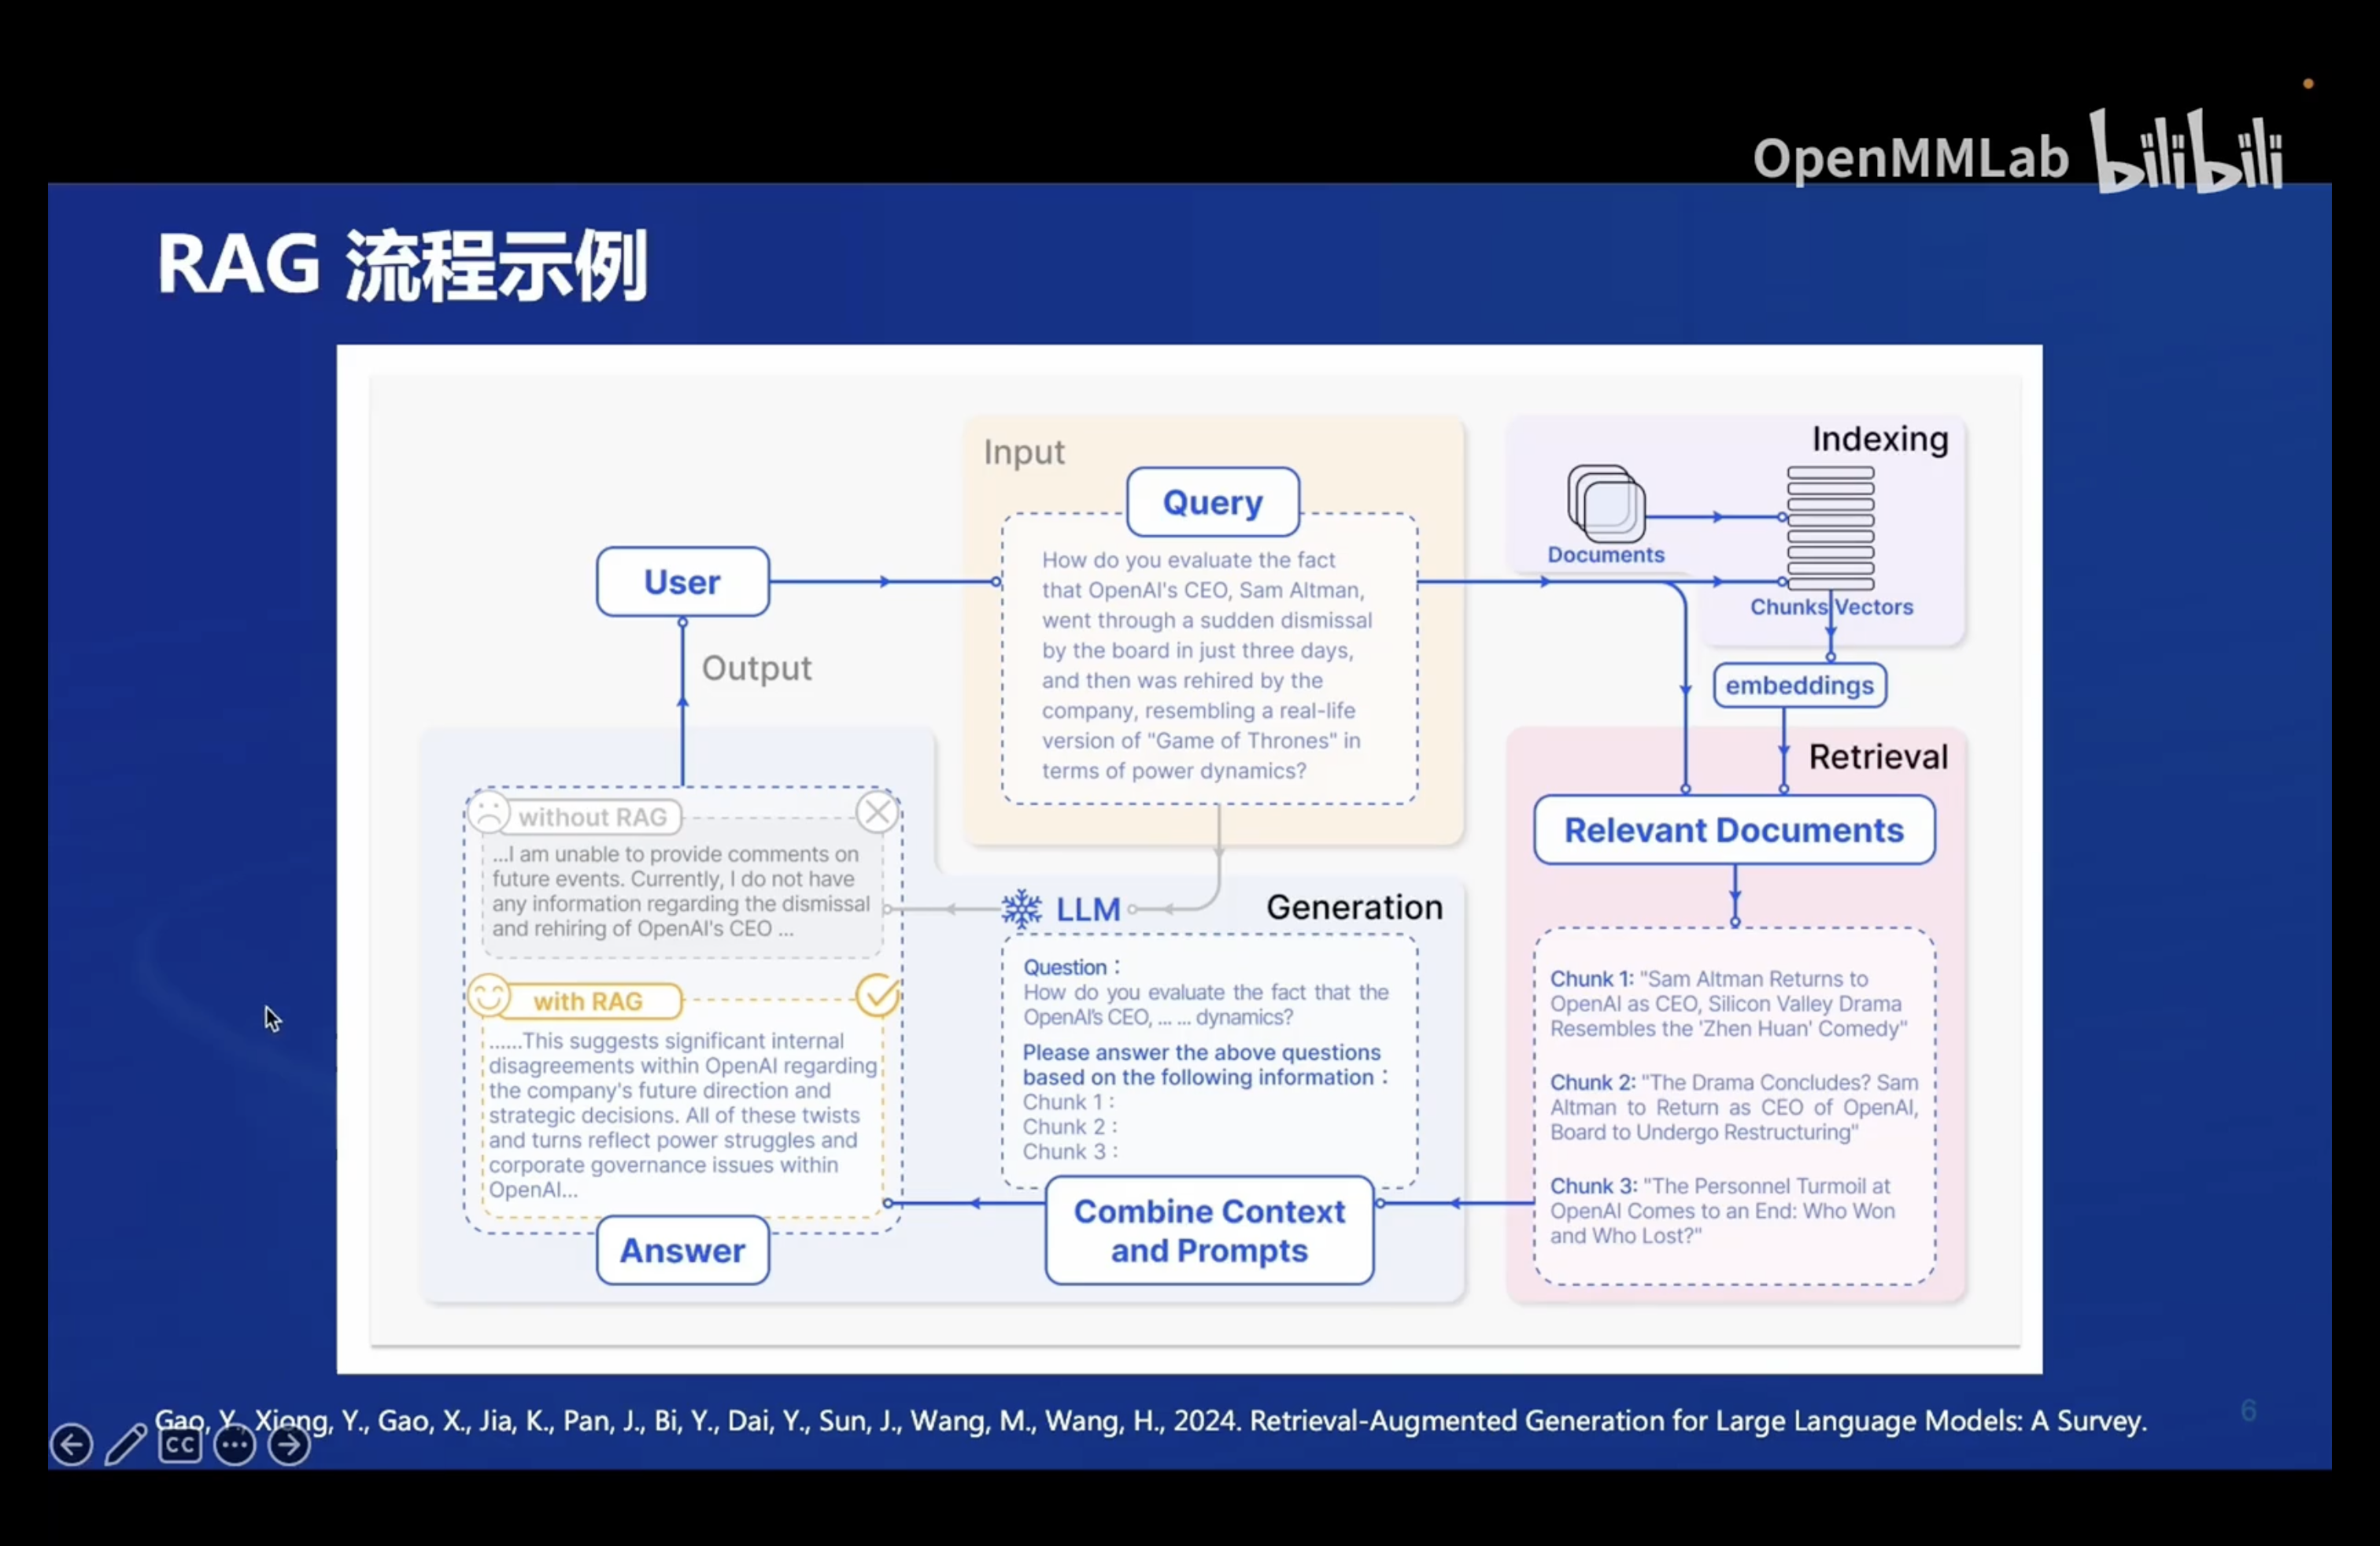 OpenMMLab bilibili
RAG 流程示例
Input
Query
How do you evaluate the fact
that OpenAI's CEO, Sam Altman,
went through a sudden dismissal
by the board in just three days,
and then was rehired by the
company, resembling a real-life
version of "Game of Thrones" in
terms of power dynamics?
Indexing
Documents
Chunks Vectors
embeddings
User
Output
Retrieval
Relevant Documents
Chunk 1: "Sam Altman Returns to
OpenAI as CEO, Silicon Valley Drama
Resembles the 'Zhen Huan' Comedy"
Chunk 2: "The Drama Concludes? Sam
Altman to Return as CEO of OpenAI,
Board to Undergo Restructuring"
Chunk 3: "The Personnel Turmoil at
OpenAI Comes to an End: Who Won
and Who Lost?"
LLM
Generation
Question :
How do you evaluate the fact that the
OpenAI's CEO, ... ... dynamics?
Please answer the above questions
based on the following information :
Chunk 1 :
Chunk 2 :
Chunk 3 :
Combine Context
and Prompts
without RAG
...I am unable to provide comments on
future events. Currently, I do not have
any information regarding the dismissal
and rehiring of OpenAI's CEO ...
with RAG
......This suggests significant internal
disagreements within OpenAI regarding
the company's future direction and
strategic decisions. All of these twists
and turns reflect power struggles and
corporate governance issues within
OpenAI...
Answer
Gao, Y., Xiong, Y., Gao, X., Jia, K., Pan, J., Bi, Y., Dai, Y., Sun, J., Wang, M., Wang, H., 2024. Retrieval-Augmented Generation for Large Language Models: A Survey.
6
CC